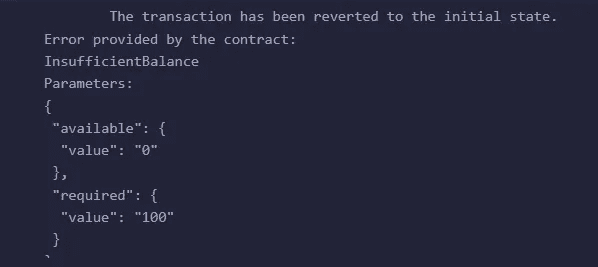 The transaction has been reverted to the initial state.
Error provided by the contract:
InsufficientBalance
Parameters:
{
"available": {
"value": "0"
},
"required": {
"value": "100"
}